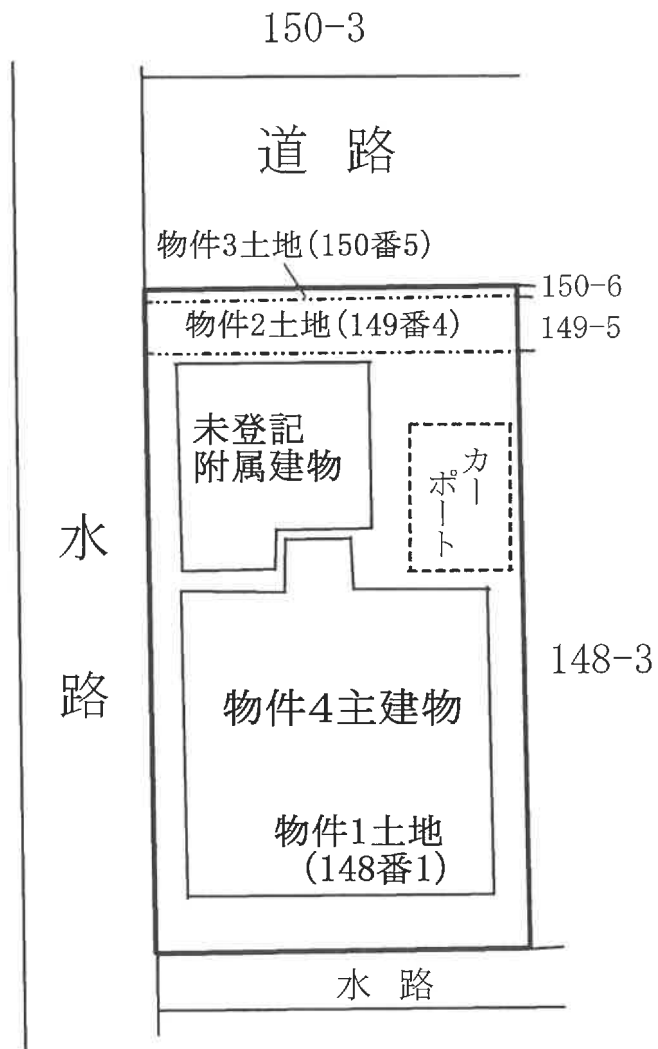 150-3
道路
物件3土地(150番5)
150-6
物件2土地(149番4)
149-5
未登記
附属建物
カー
ポート
水路
148-3
物件4主建物
物件1土地
(148番1)
水路